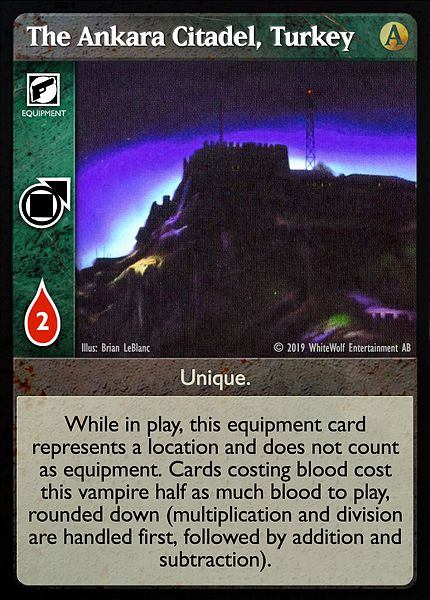 The Ankara Citadel, Turkey
A
EQUIPMENT
2
Illus: Brian LeBlanc
© 2019 WhiteWolf Entertainment AB
Unique.
While in play, this equipment card
represents a location and does not count
as equipment. Cards costing blood cost
this vampire half as much blood to play,
rounded down (multiplication and division
are handled first, followed by addition and
subtraction).